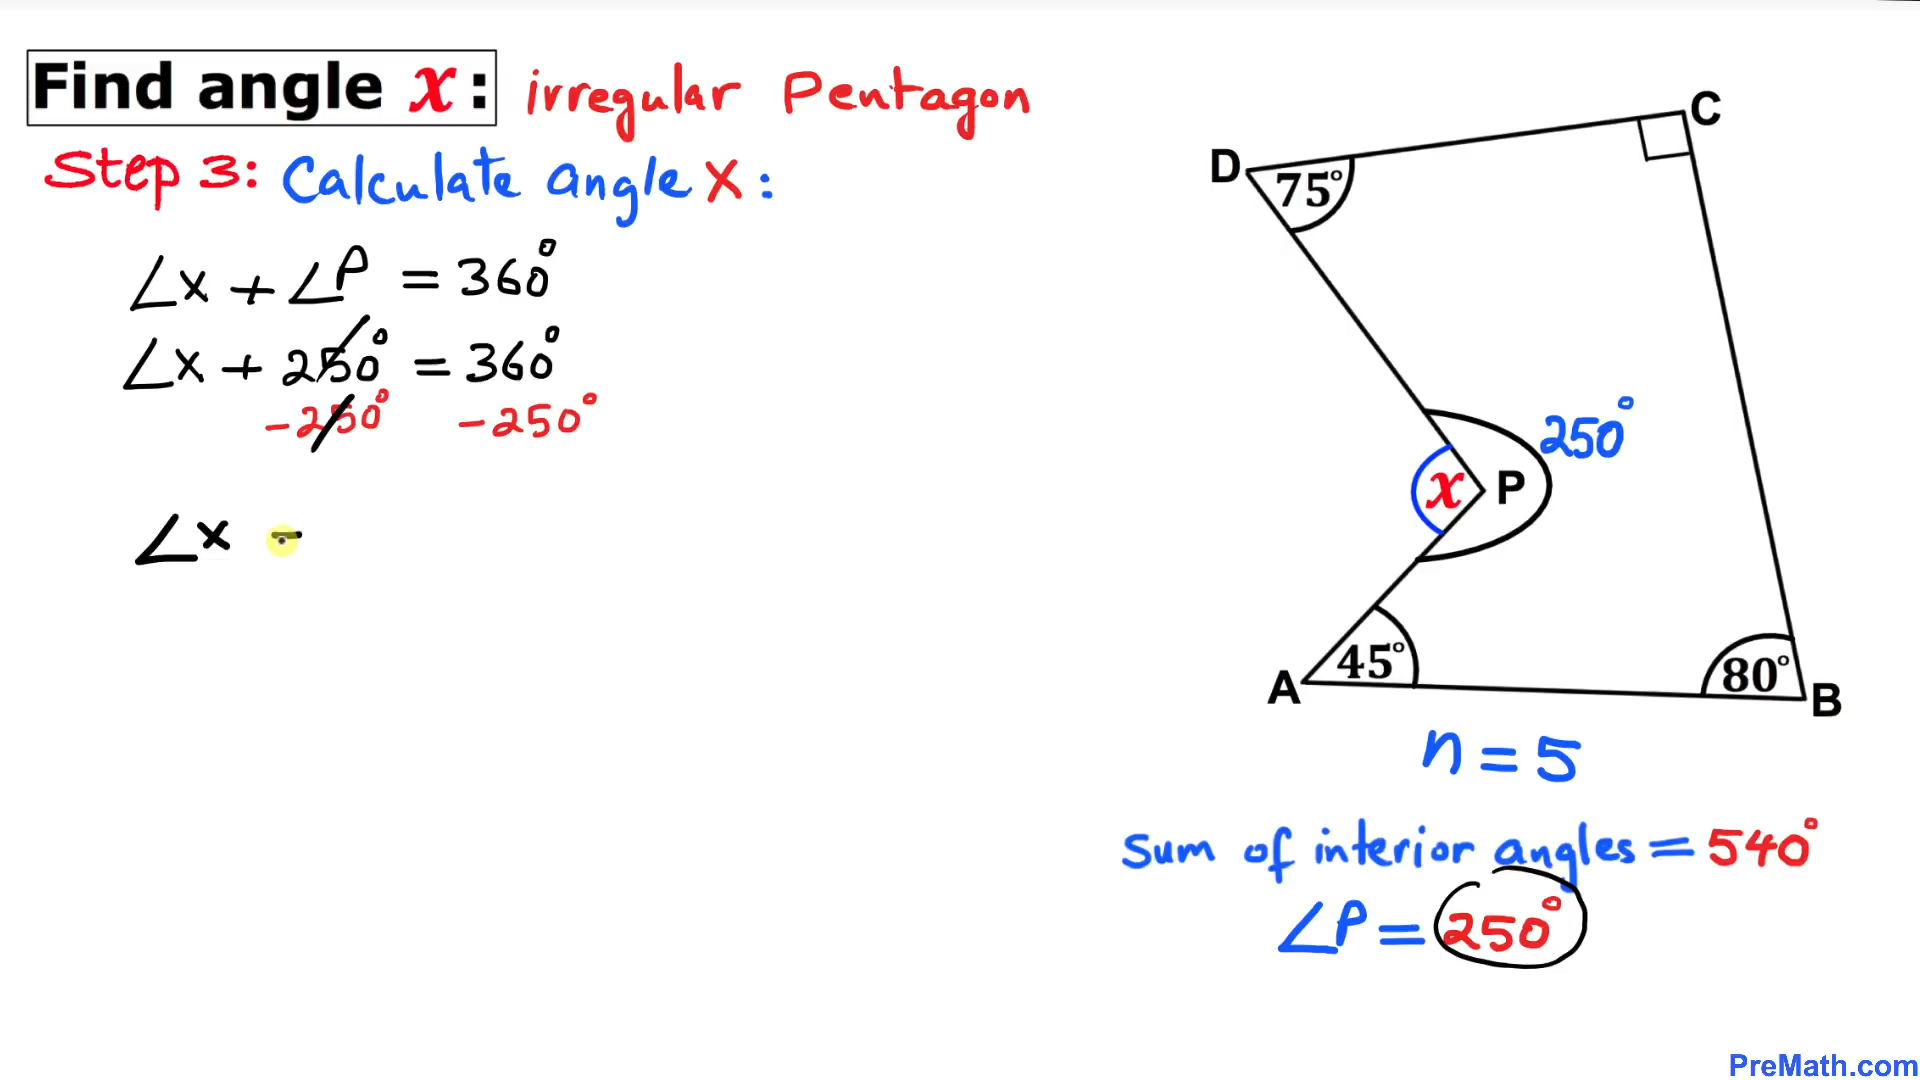 Find angle x: irregular Pentagon
Step 3: Calculate angle X:
∠x + ∠P = 360°
∠x + 250° = 360°
-250° -250°
∠x -
C
D
75°
250°
x P
45°
80°
A
B
n = 5
Sum of interior angles = 540°
∠P = 250°
PreMath.com